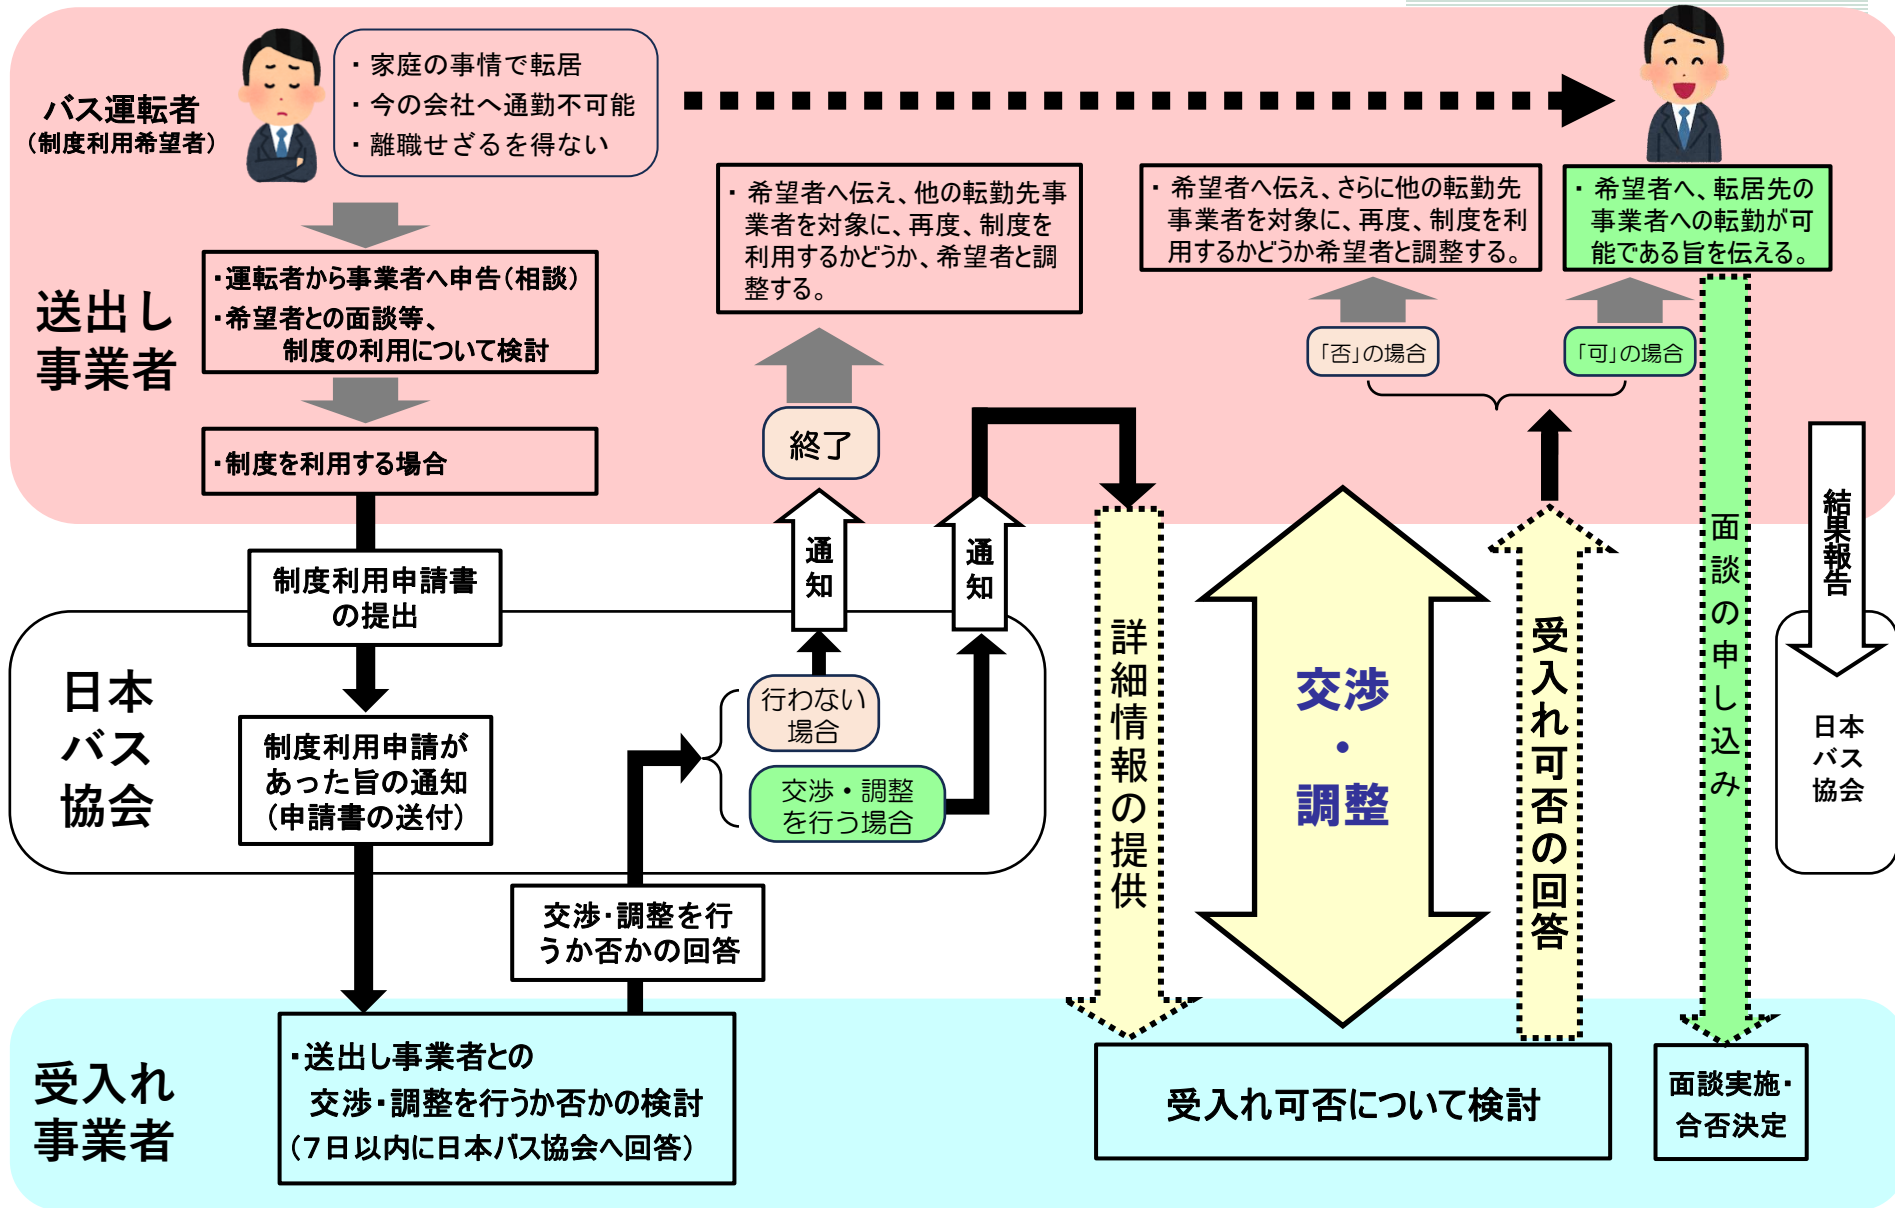 バス運転者
（制度利用希望者）
・家庭の事情で転居
・今の会社へ通勤不可能
・離職せざるを得ない
送出し
事業者
・運転者から事業者へ申告（相談）
・希望者との面談等、
制度の利用について検討
・制度を利用する場合
・希望者へ伝え、他の転勤先事
業者を対象に、再度、制度を
利用するかどうか、希望者と調
整する。
終了
・希望者へ伝え、さらに他の転勤先
事業者を対象に、再度、制度を利
用するかどうか希望者と調整する。
・希望者へ、転居先の
事業者への転勤が可
能である旨を伝える。
「否」の場合
「可」の場合
制度利用申請書
の提出
通知
通知
日本
バス
協会
制度利用申請が
あった旨の通知
（申請書の送付）
行わない
場合
交渉・調整
を行う場合
交渉・調整を行
うか否かの回答
詳細情報の提供
交渉
・
調整
受入れ可否の回答
面談の申し込み
結果報告
日本
バス
協会
受入れ
事業者
・送出し事業者との
交渉・調整を行うか否かの検討
（７日以内に日本バス協会へ回答）
受入れ可否について検討
面談実施・
合否決定